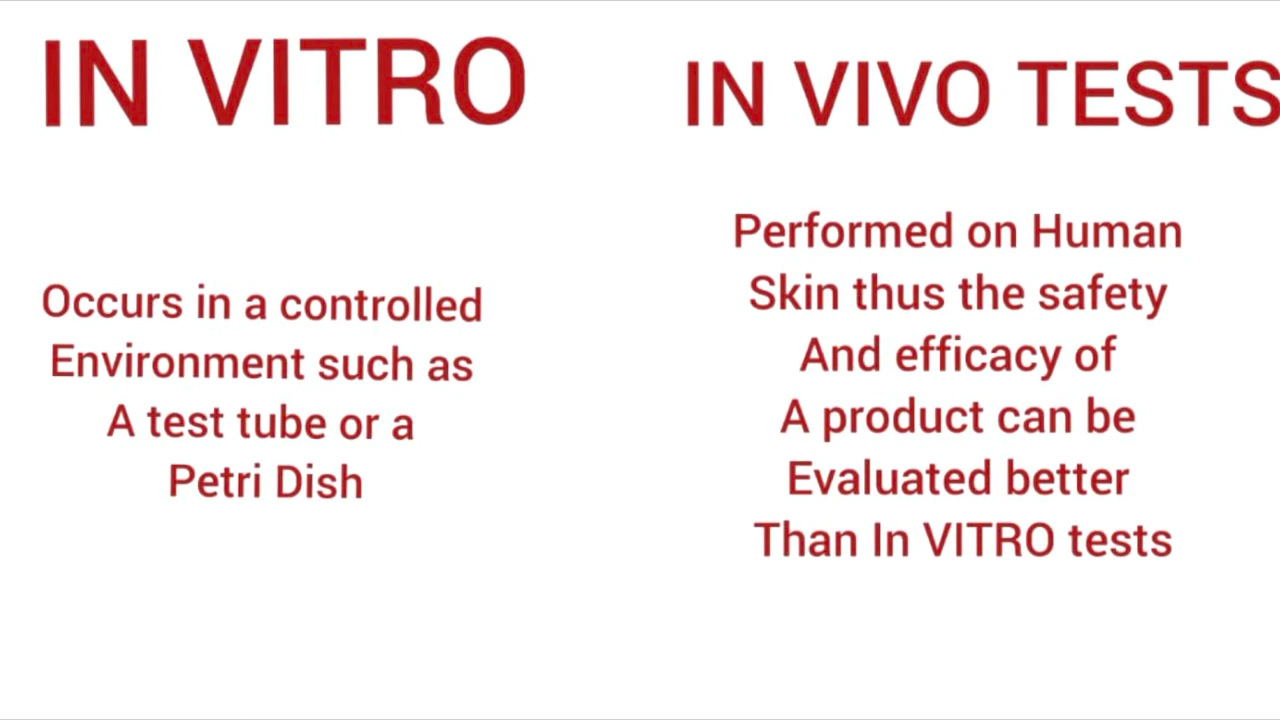 IN VITRO
Occurs in a controlled
Environment such as
A test tube or a
Petri Dish
IN VIVO TESTS
Performed on Human
Skin thus the safety
And efficacy of
A product can be
Evaluated better
Than In VITRO tests